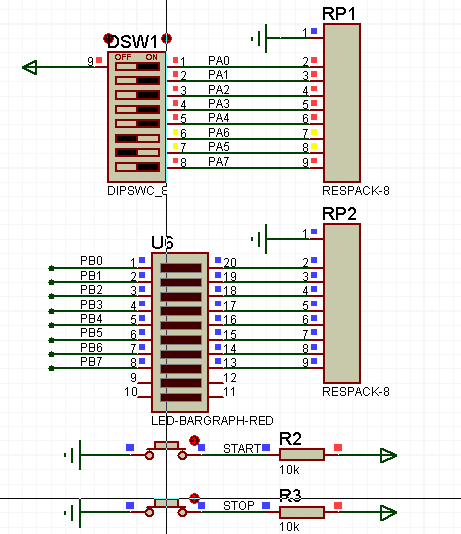 RP1
DSW1
OFF ON
1
9 1 PA0 2
2 PA1 3
3 PA2 4
4 PA3 5
5 PA4 6
6 PA6 7
7 PA5 8
8 PA7 9
DIPSWC_8 RESPACK-8
RP2
U6
1
PB0 1 20 2
PB1 2 19 3
PB2 3 18 4
PB3 4 17 5
PB4 5 16 6
PB5 6 15 7
PB6 7 14 8
PB7 8 13 9
9 12
10 11
RESPACK-8
LED-BARGRAPH-RED
START R2
10k
STOP R3
10k